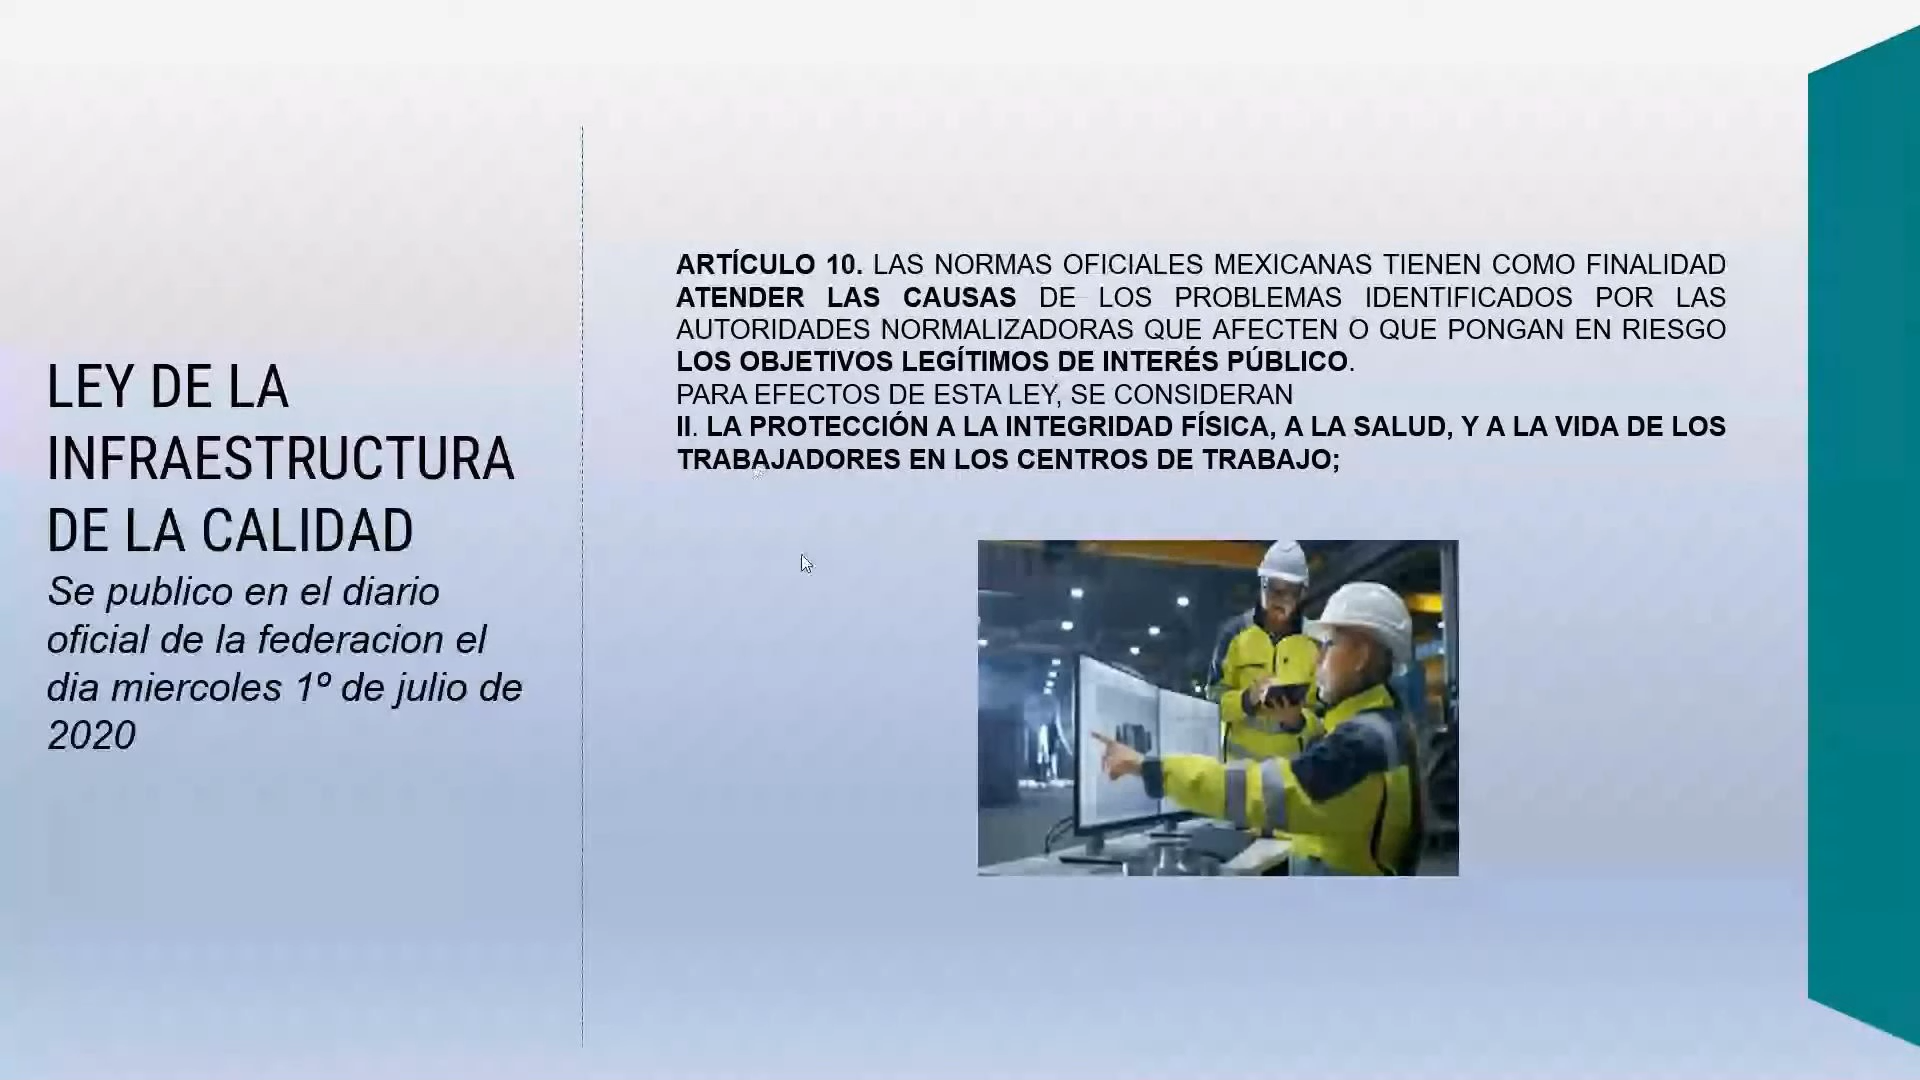 LEY DE LA
INFRAESTRUCTURA
DE LA CALIDAD
Se publico en el diario
oficial de la federacion el
dia miercoles 1º de julio de
2020
ARTÍCULO 10. LAS NORMAS OFICIALES MEXICANAS TIENEN COMO FINALIDAD
ATENDER LAS CAUSAS DE LOS PROBLEMAS IDENTIFICADOS POR LAS
AUTORIDADES NORMALIZADORAS QUE AFECTEN O QUE PONGAN EN RIESGO
LOS OBJETIVOS LEGÍTIMOS DE INTERÉS PÚBLICO.
PARA EFECTOS DE ESTA LEY, SE CONSIDERAN
II. LA PROTECCIÓN A LA INTEGRIDAD FÍSICA, A LA SALUD, Y A LA VIDA DE LOS
TRABAJADORES EN LOS CENTROS DE TRABAJO;